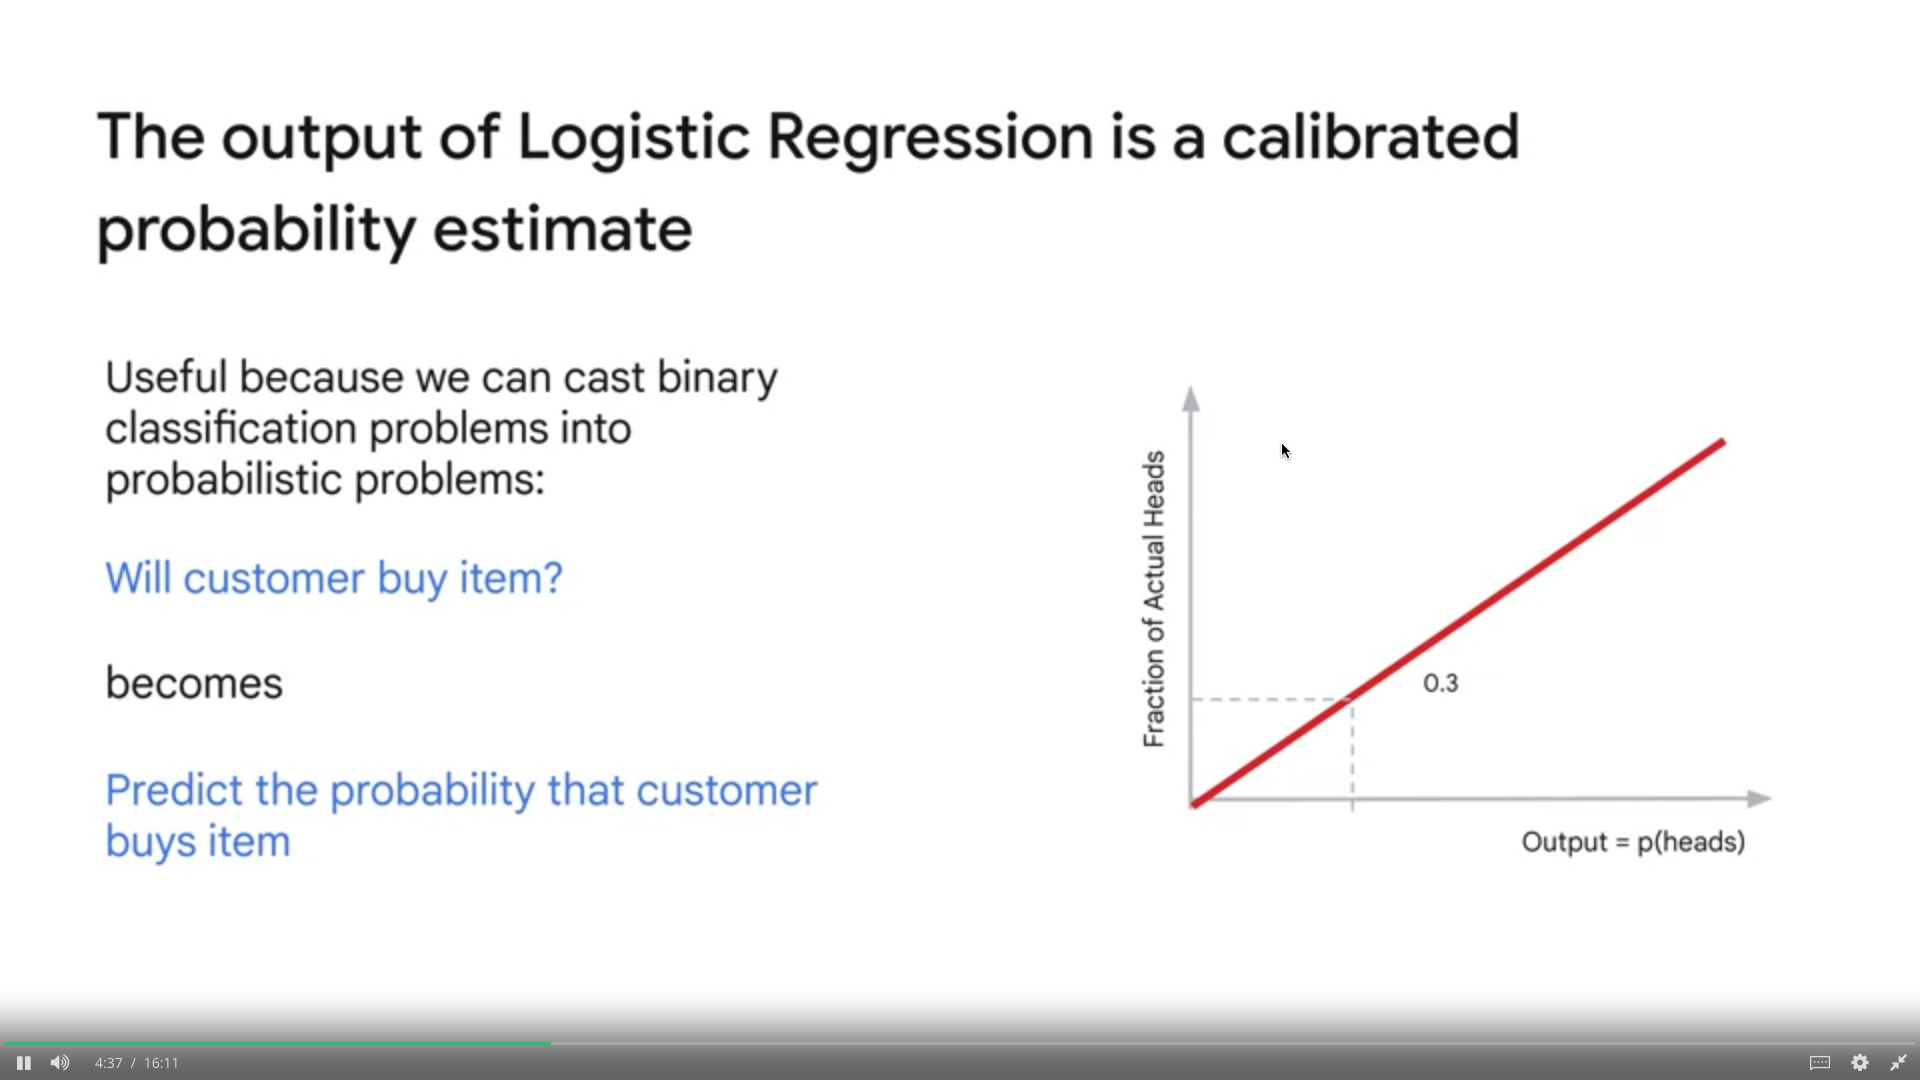 The output of Logistic Regression is a calibrated
probability estimate
Useful because we can cast binary
classification problems into
probabilistic problems:
Will customer buy item?
becomes
Predict the probability that customer
buys item
Fraction of Actual Heads
0.3
Output = p(heads)
4:37 / 16:11